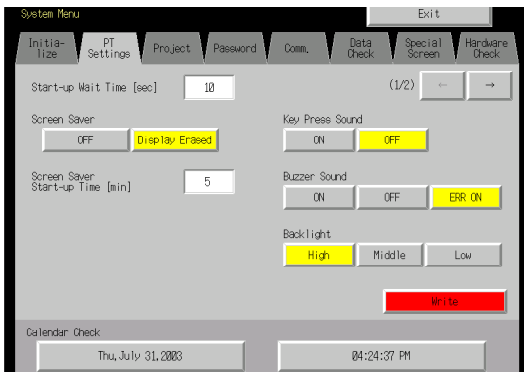 System Menu
Exit
Initia-
lize
PT
Settings
Project
Password
Comm.
Data
Check
Special
Screen
Hardware
Check
Start-up Wait Time [sec]
10
(1/2)
←
→
Screen Saver
OFF
Display Erased
Key Press Sound
ON
OFF
Screen Saver
Start-up Time [min]
5
Buzzer Sound
ON
OFF
ERR ON
Backlight
High
Middle
Low
Write
Calendar Check
Thu,July 31,2003
04:24:37 PM